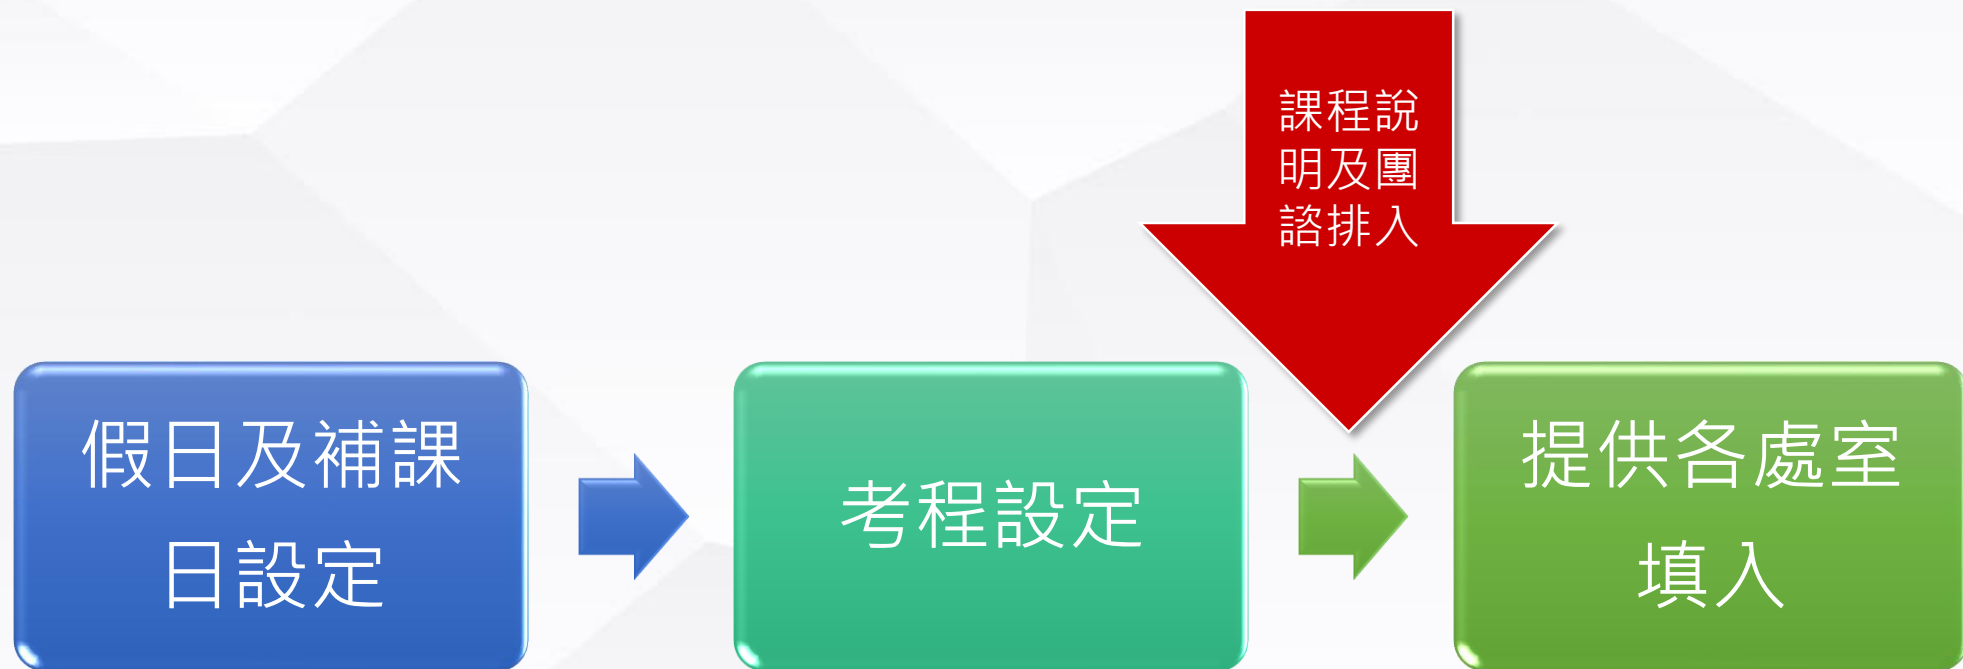 課程說
明及團
諮排入
假日及補課
日設定
考程設定
提供各處室
填入